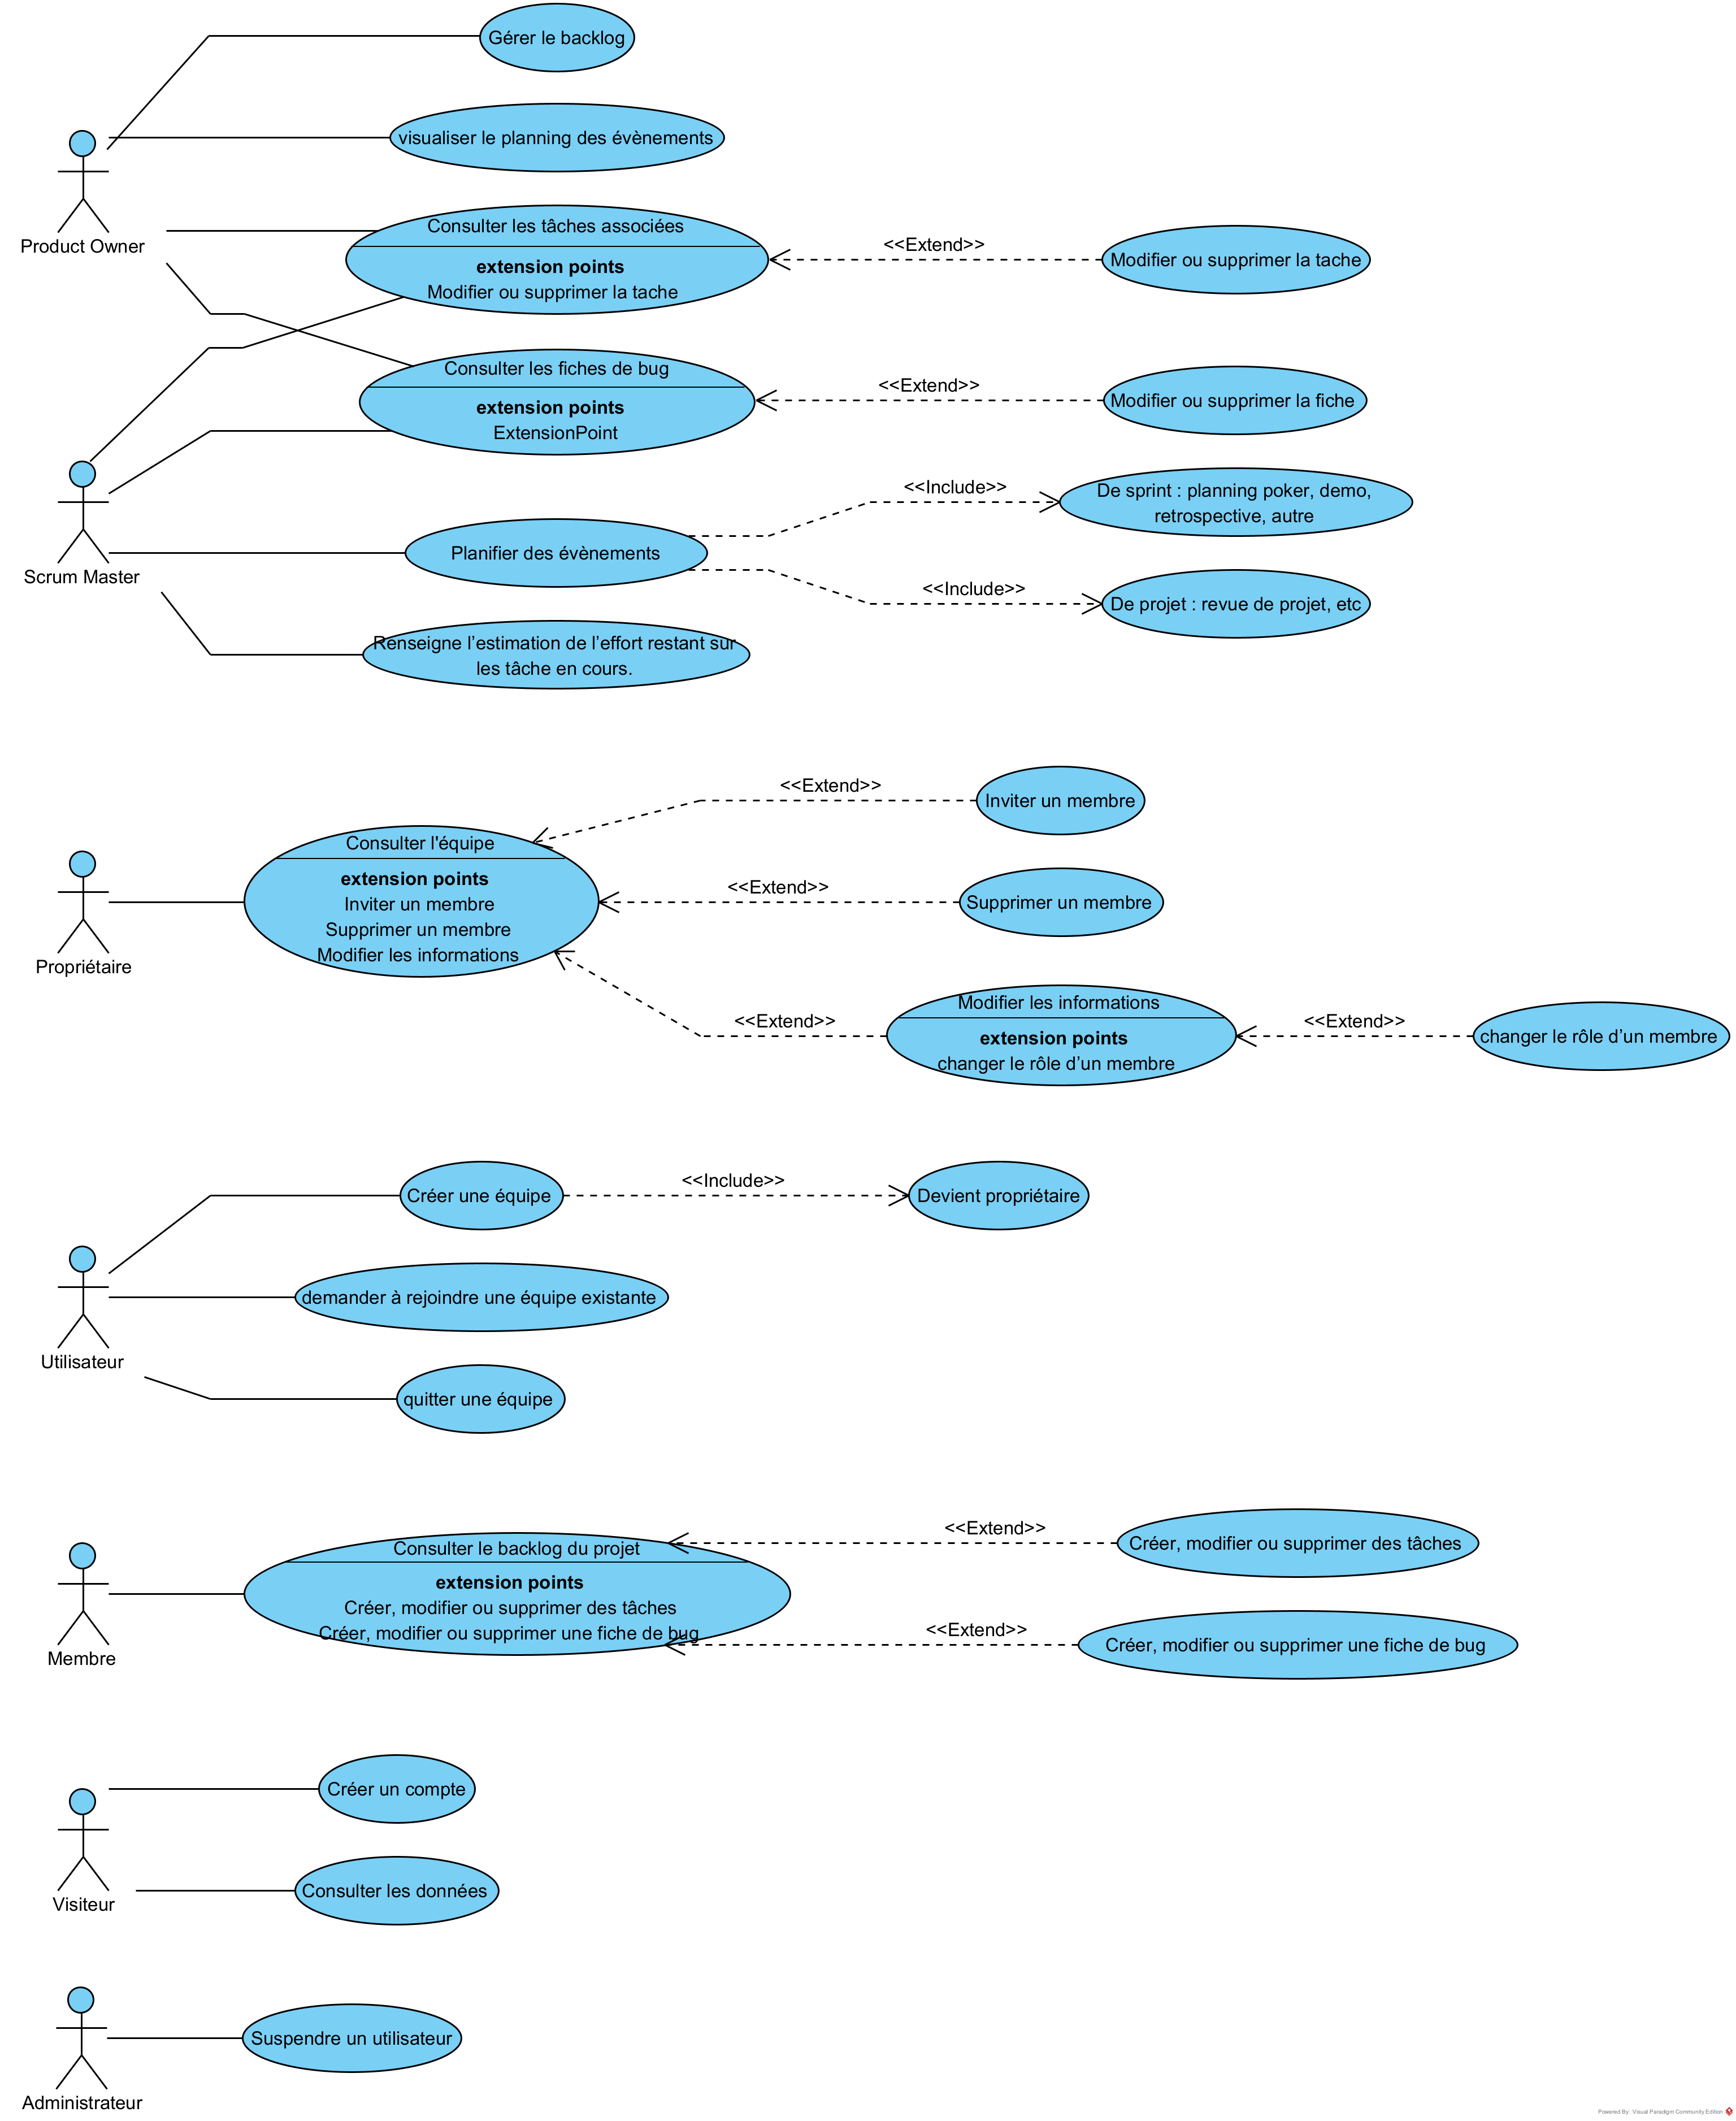 Gérer le backlog
visualiser le planning des évènements
Product Owner
Consulter les tâches associées
extension points
Modifier ou supprimer la tache
<<Extend>>
Modifier ou supprimer la tache
Consulter les fiches de bug
extension points
ExtensionPoint
<<Extend>>
Modifier ou supprimer la fiche
Scrum Master
Planifier des évènements
<<Include>>
De sprint : planning poker, demo,
retrospective, autre
<<Include>>
De projet : revue de projet, etc
Renseigne l’estimation de l’effort restant sur
les tâche en cours.
Propriétaire
Consulter l'équipe
extension points
Inviter un membre
Supprimer un membre
Modifier les informations
<<Extend>>
Inviter un membre
<<Extend>>
Supprimer un membre
<<Extend>>
Modifier les informations
extension points
changer le rôle d’un membre
<<Extend>>
changer le rôle d’un membre
Créer une équipe
<<Include>>
Devient propriétaire
Utilisateur
demander à rejoindre une équipe existante
quitter une équipe
Membre
Consulter le backlog du projet
extension points
Créer, modifier ou supprimer des tâches
Créer, modifier ou supprimer une fiche de bug
<<Extend>>
Créer, modifier ou supprimer des tâches
<<Extend>>
Créer, modifier ou supprimer une fiche de bug
Créer un compte
Visiteur
Consulter les données
Suspendre un utilisateur
Administrateur
Powered By: Visual Paradigm Community Edition